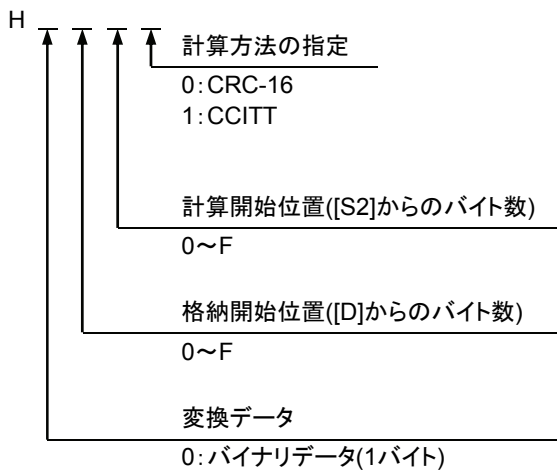 H
計算方法の指定
0:CRC-16
1:CCITT
計算開始位置([S2]からのバイト数)
0～F
格納開始位置([D]からのバイト数)
0～F
変換データ
0:バイナリデータ(1バイト)